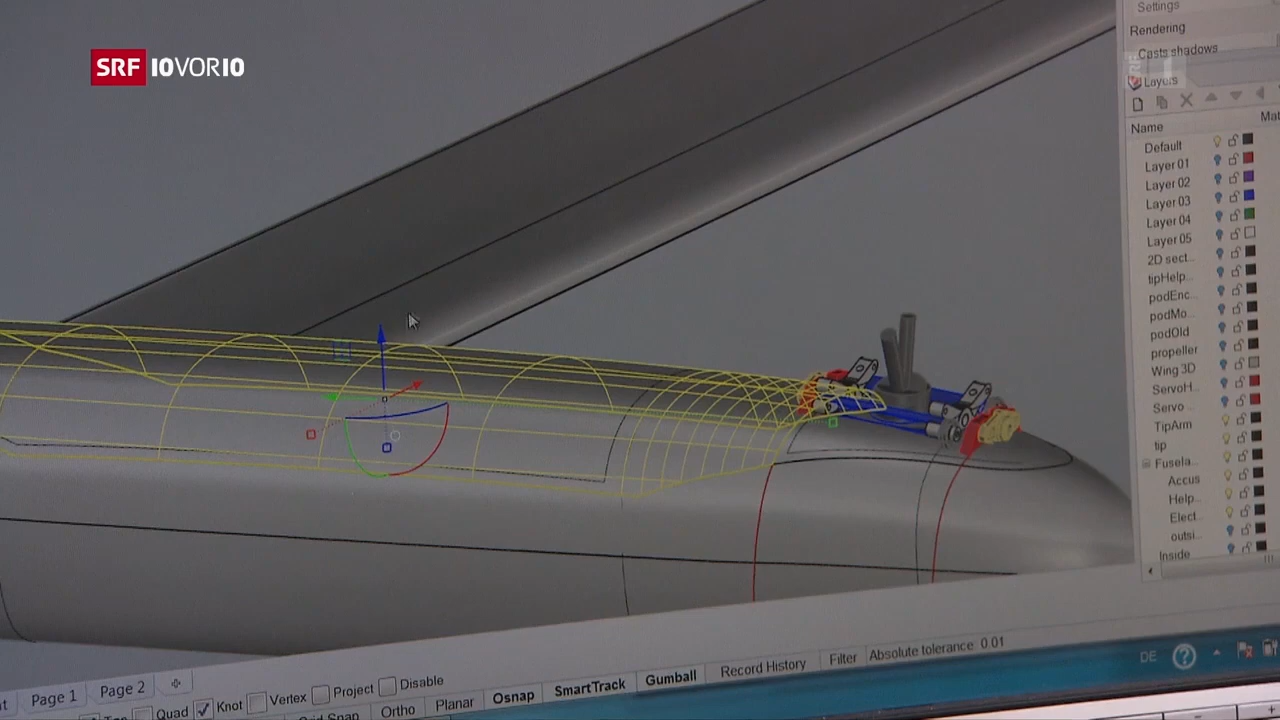 SRF 10VOR10
Settings
Rendering
Casts shadows
Layers
Name
Default
Layer 01
Layer 02
Layer 03
Layer 04
Layer 05
2D sect...
tipHelp...
podEnc...
podMo...
podOld
propeller
Wing 3D
ServoH...
Servo
TipArm
tip
Fusela...
Accus
Help...
Elect...
outsi...
Inside
Page 1 Page 2
Quad Knot Vertex Project Disable
Ortho Planar Osnap SmartTrack Gumball Record History Filter Absolute tolerance 0.01
DE